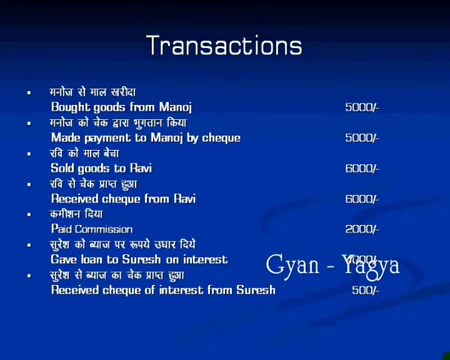 Transactions
▪ मनोज से माल खरीदा
Bought goods from Manoj 5000/-
▪ मनोज को चेक द्वारा भुगतान किया
Made payment to Manoj by cheque 5000/-
▪ रवि को माल बेचा
Sold goods to Ravi 6000/-
▪ रवि से चेक प्राप्त हुआ
Received cheque from Ravi 6000/-
▪ कमीशन दिया
Paid Commission 2000/-
▪ सुरेश को ब्याज पर रूपये उधार दिये
Gave loan to Suresh on interest
Gyan - Yagya
▪ सुरेश से ब्याज का चेक प्राप्त हुआ
Received cheque of interest from Suresh 500/-